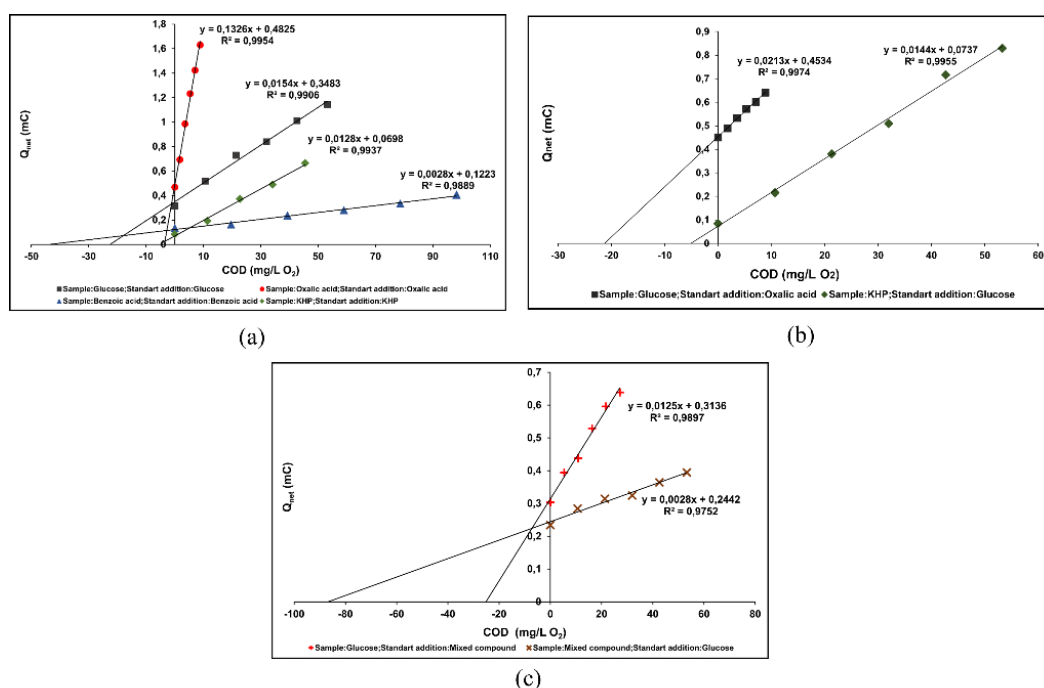 1,8
1,6
1,4
1,2
1
0,8
0,6
0,4
0,2
0
Qnet (mC)
y = 0,1326x + 0,4825
R² = 0,9954
y = 0,0154x + 0,3483
R² = 0,9906
y = 0,0128x + 0,0698
R² = 0,9937
y = 0,0028x + 0,1223
R² = 0,9889
-50 -30 -10 10 30 50 70 90 110
COD (mg/L O₂)
Sample:Glucose;Standart addition:Glucose Sample:Oxalic acid;Standart addition:Oxalic acid
Sample:Benzoic acid;Standart addition:Benzoic acid Sample:KHP;Standart addition:KHP
(a)
0,9
0,8
0,7
0,6
0,5
0,4
0,3
0,2
0,1
0
Qnet (mC)
y = 0,0213x + 0,4534
R² = 0,9974
y = 0,0144x + 0,0737
R² = 0,9955
-30 -20 -10 0 10 20 30 40 50 60
COD (mg/L O2)
Sample:Glucose;Standart addition:Oxalic acid Sample:KHP;Standart addition:Glucose
(b)
0,7
0,6
0,5
0,4
0,3
0,2
0,1
0
Qnet (mC)
y = 0,0125x + 0,3136
R² = 0,9897
y = 0,0028x + 0,2442
R² = 0,9752
-100 -80 -60 -40 -20 0 20 40 60 80
COD (mg/L O₂)
Sample:Glucose;Standart addition:Mixed compound Sample:Mixed compound;Standart addition:Glucose
(c)